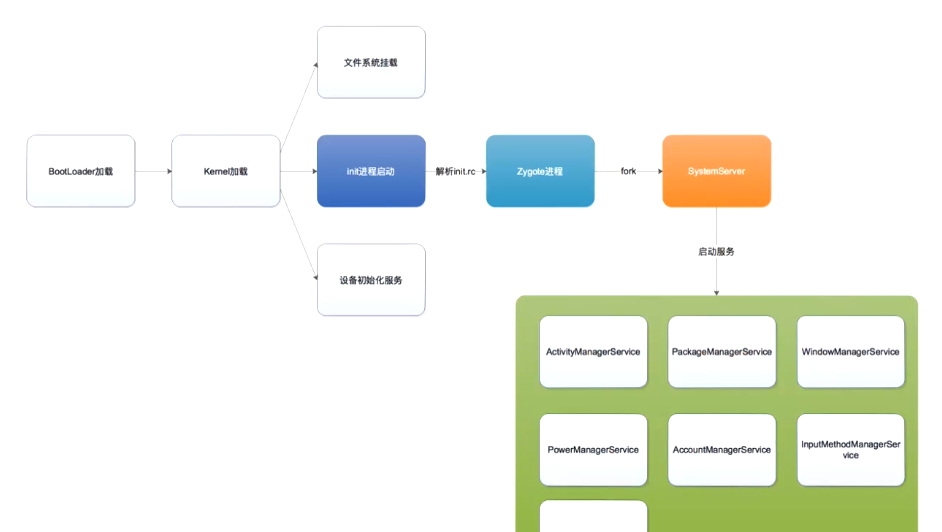 文件系统挂载
BootLoader加载
Kernel加载
init进程启动
解析init.rc
Zygote进程
fork
SystemServer
启动服务
设备初始化服务
ActivityManagerService
PackageManagerService
WindowManagerService
PowerManagerService
AccountManagerService
InputMethodManagerSer
vice